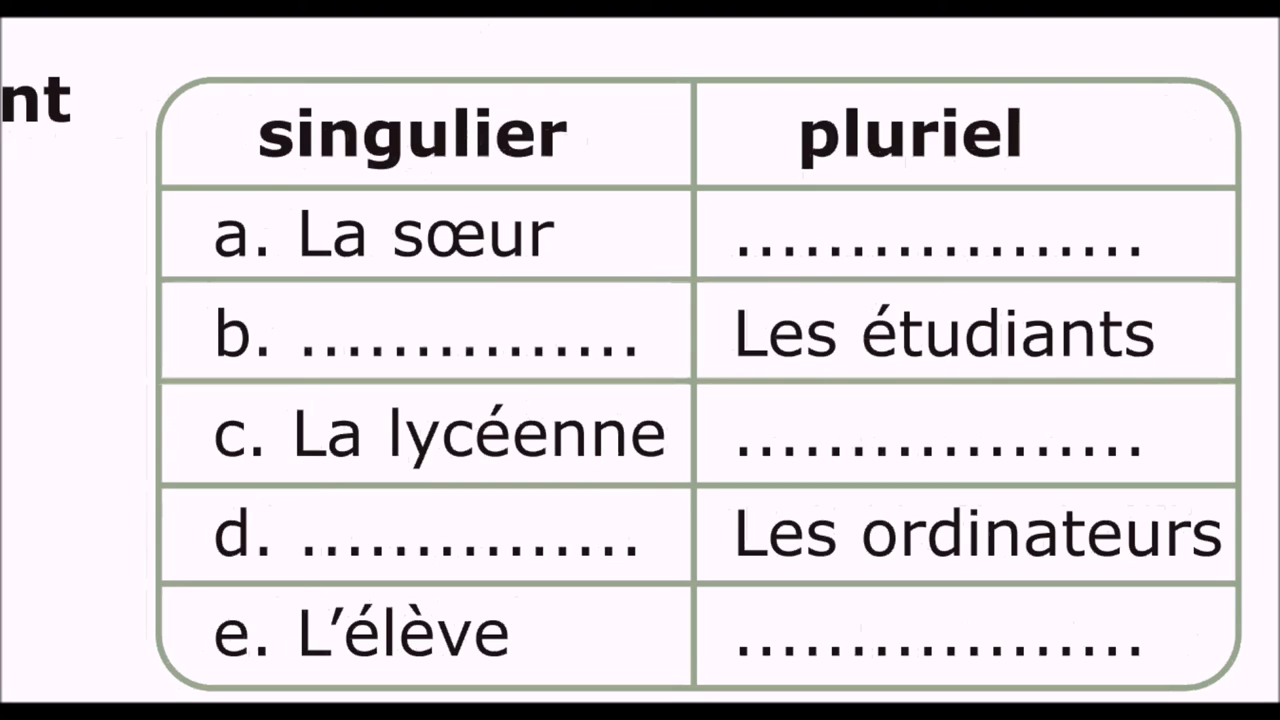 nt
singulier pluriel
a. La sœur ..................
b. ............... Les étudiants
c. La lycéenne ..................
d. ............... Les ordinateurs
e. L’élève ..................